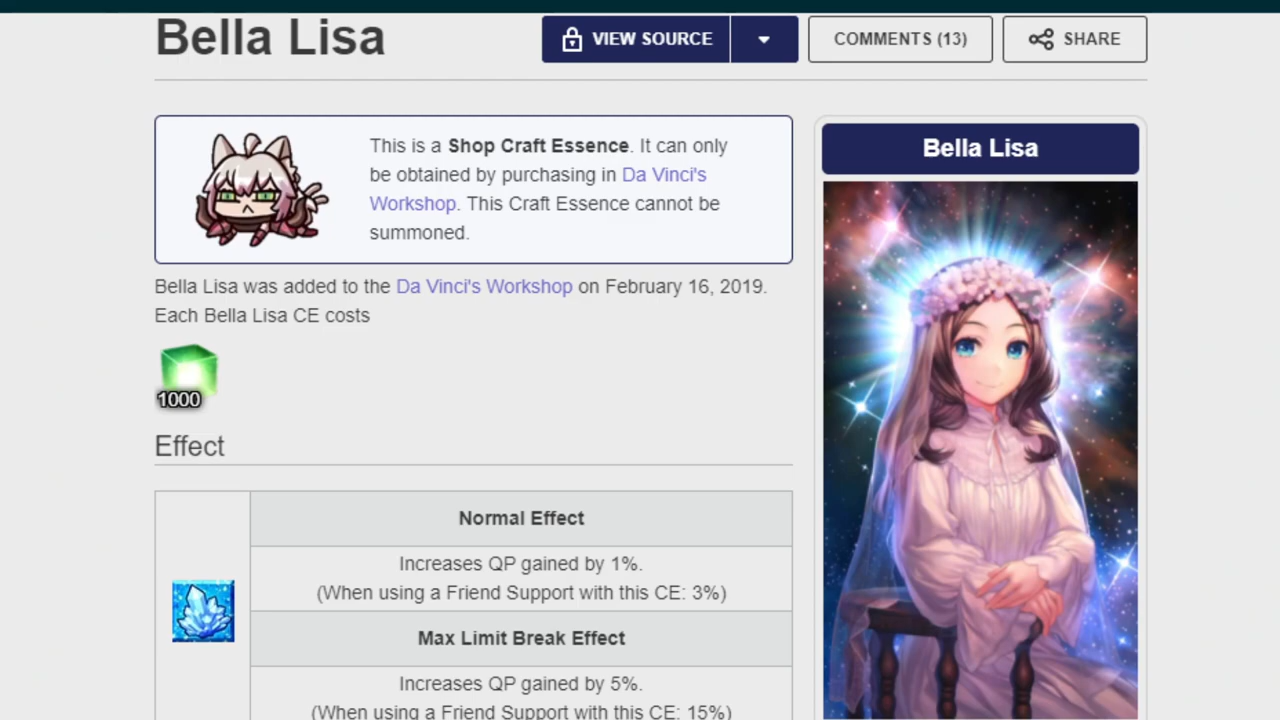 Bella Lisa
VIEW SOURCE
COMMENTS (13)
SHARE
This is a Shop Craft Essence. It can only
be obtained by purchasing in Da Vinci's
Workshop. This Craft Essence cannot be
summoned.
Bella Lisa was added to the Da Vinci's Workshop on February 16, 2019.
Each Bella Lisa CE costs
1000
Effect
Normal Effect
Increases QP gained by 1%.
(When using a Friend Support with this CE: 3%)
Max Limit Break Effect
Increases QP gained by 5%.
(When using a Friend Support with this CE: 15%)
Bella Lisa